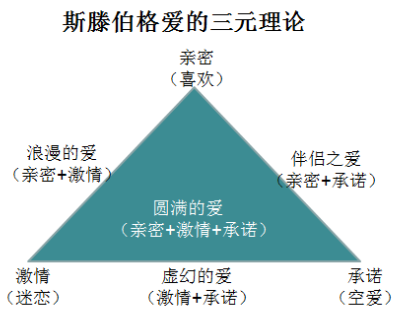 斯滕伯格爱的三元理论
亲密
（喜欢）
浪漫的爱
（亲密+激情）
伴侣之爱
（亲密+承诺）
圆满的爱
（亲密+激情+承诺）
激情
（迷恋）
虚幻的爱
（激情+承诺）
承诺
（空爱）